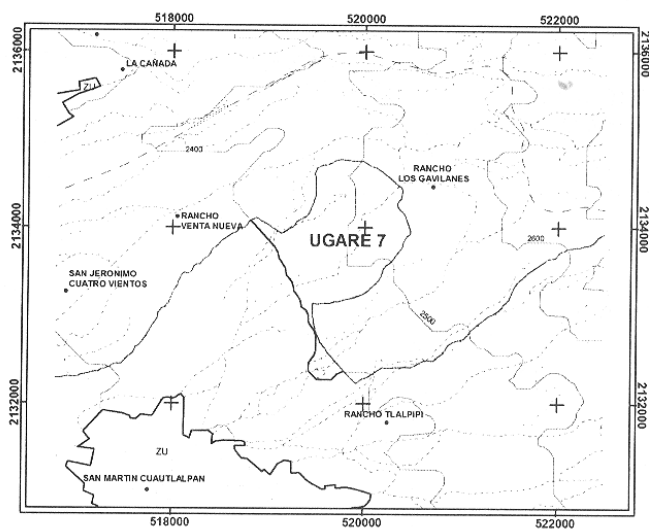 518000
520000
522000
2136000
2136000
LA CAÑADA
ZU
2400
RANCHO
LOS GAVILANES
RANCHO
VENTA NUEVA
2134000
2134000
UGARE 7
2600
SAN JERONIMO
CUATRO VIENTOS
2500
2132000
2132000
RANCHO TLALPIPI
ZU
SAN MARTIN CUAUTLALPAN
518000
520000
522000